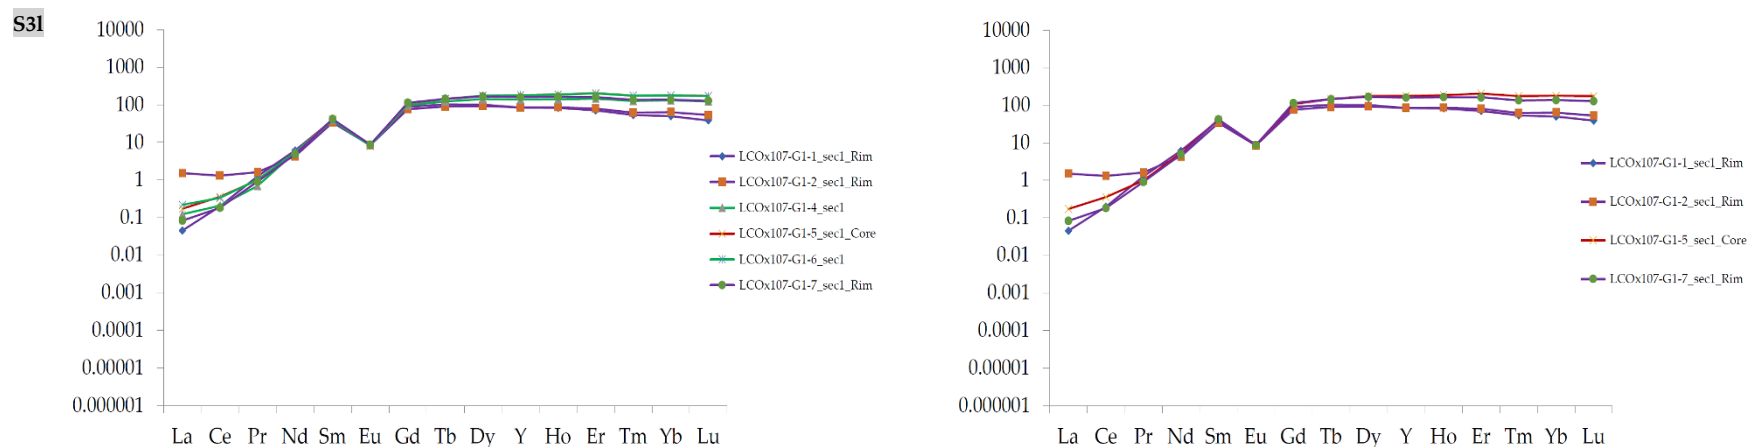 S3l
10000
1000
100
10
1
0.1
0.01
0.001
0.0001
0.00001
0.000001
La Ce Pr Nd Sm Eu Gd Tb Dy Y Ho Er Tm Yb Lu
LCOx107-G1-1_sec1_Rim
LCOx107-G1-2_sec1_Rim
LCOx107-G1-4_sec1
LCOx107-G1-5_sec1_Core
LCOx107-G1-6_sec1
LCOx107-G1-7_sec1_Rim
10000
1000
100
10
1
0.1
0.01
0.001
0.0001
0.00001
0.000001
La Ce Pr Nd Sm Eu Gd Tb Dy Y Ho Er Tm Yb Lu
LCOx107-G1-1_sec1_Rim
LCOx107-G1-2_sec1_Rim
LCOx107-G1-5_sec1_Core
LCOx107-G1-7_sec1_Rim